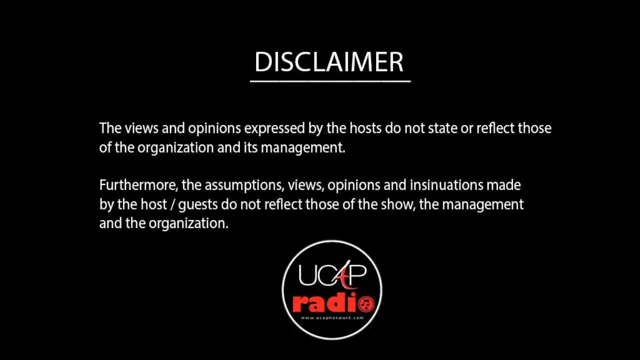 DISCLAIMER
The views and opinions expressed by the hosts do not state or reflect those
of the organization and its management.
Furthermore, the assumptions, views, opinions and insinuations made
by the host / guests do not reflect those of the show, the management
and the organization.
UCAP
radio
www.ucapnetwork.com